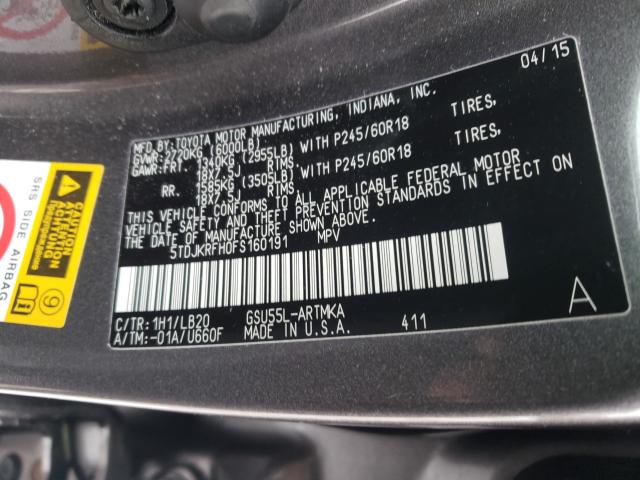 04/15
MFD.BY:TOYOTA MOTOR MANUFACTURING, INDIANA, INC.
GVWR:2720KG(6000LB)
GAWR:FRT. 1340KG(2955LB)WITH P245/60R18 TIRES,
18X7.5J RIMS
RR. 1585KG(3505LB)WITH P245/60R18 TIRES,
18X7.5J RIMS
THIS VEHICLE CONFORMS TO ALL APPLICABLE FEDERAL MOTOR
VEHICLE SAFETY AND THEFT PREVENTION STANDARDS IN EFFECT ON
THE DATE OF MANUFACTURE SHOWN ABOVE.
5TDJKRFH0FS160191 MPV
C/TR:1H1/LB20 GSU55L-ARTMKA
A/TM:-01A/U660F MADE IN U.S.A. 411
A
SRS SIDE AIRBAG
CAUTION
ATTENTION
9